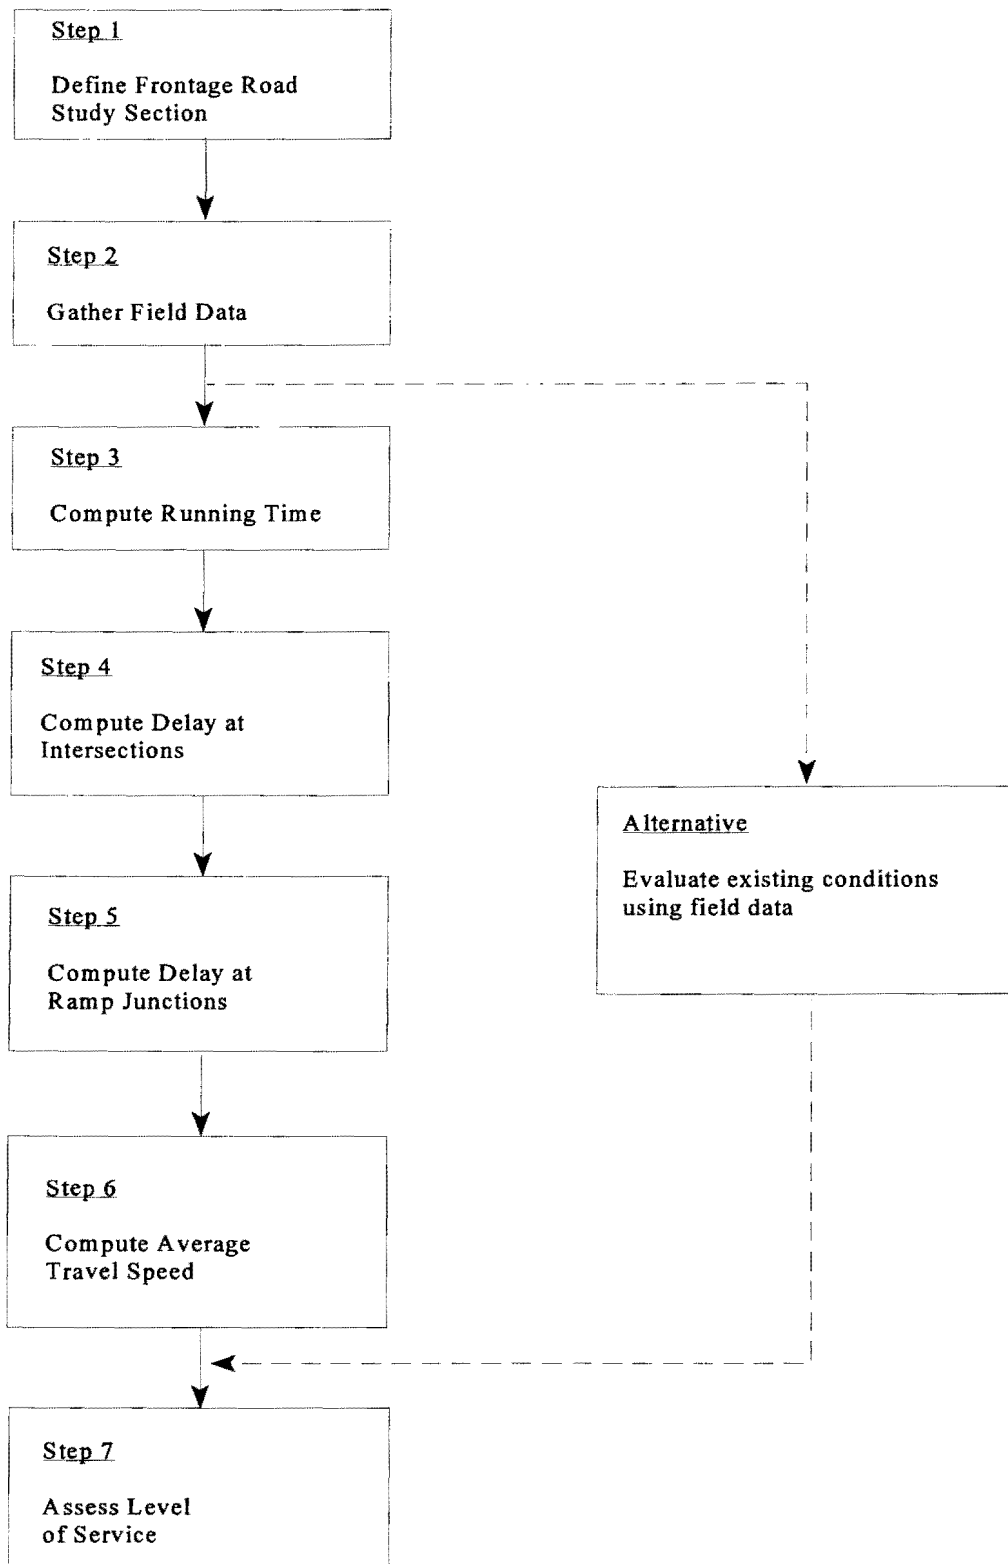 Step 1
Define Frontage Road
Study Section
Step 2
Gather Field Data
Step 3
Compute Running Time
Step 4
Compute Delay at
Intersections
Alternative
Evaluate existing conditions
using field data
Step 5
Compute Delay at
Ramp Junctions
Step 6
Compute Average
Travel Speed
Step 7
Assess Level
of Service